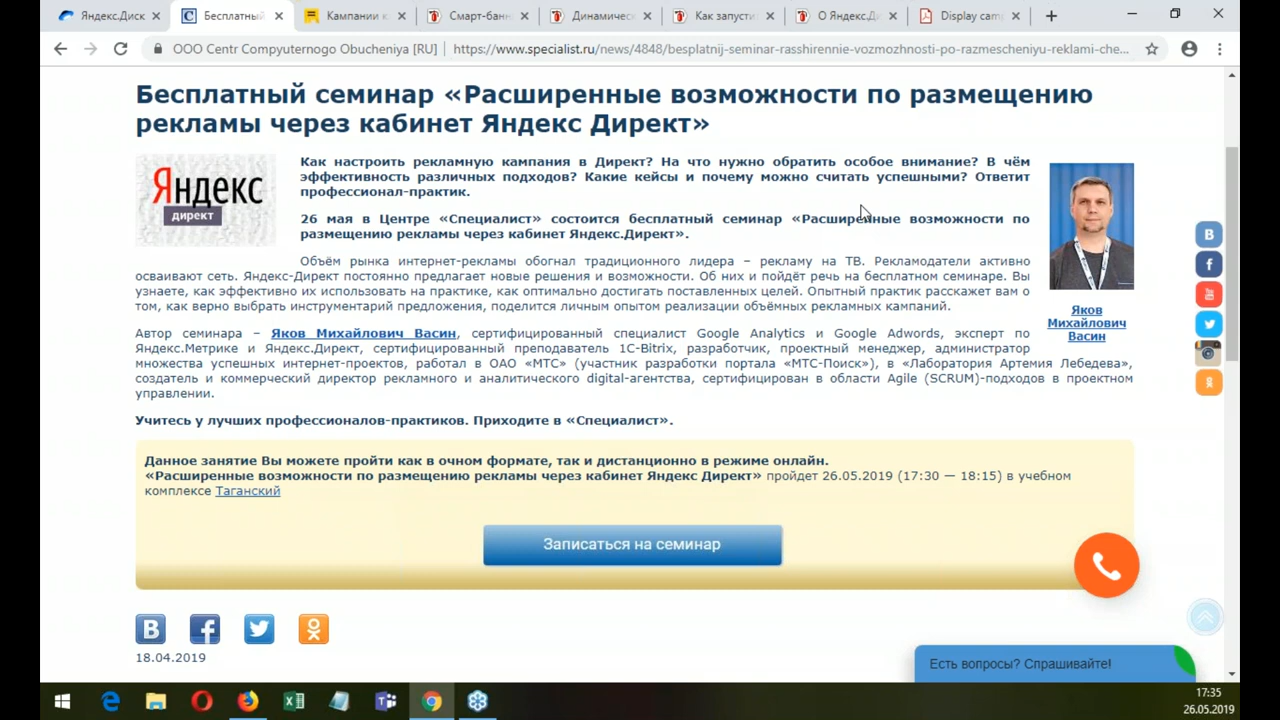 Яндекс.Диск
Бесплатный
Кампании к
Смарт-бан
Динамичес
Как запусти
О Яндекс.Д
Display cam
OOO Centr Compyuternogo Obucheniya [RU] | https://www.specialist.ru/news/4848/besplatnij-seminar-rasshirennie-vozmozhnosti-po-razmescheniyu-reklami-che...
Бесплатный семинар «Расширенные возможности по размещению
рекламы через кабинет Яндекс Директ»
Яндекс
директ
Как настроить рекламную кампания в Директ? На что нужно обратить особое внимание? В чём
эффективность различных подходов? Какие кейсы и почему можно считать успешными? Ответит
профессионал-практик.
26 мая в Центре «Специалист» состоится бесплатный семинар «Расширенные возможности по
размещению рекламы через кабинет Яндекс.Директ».
Объём рынка интернет-рекламы обогнал традиционного лидера – рекламу на ТВ. Рекламодатели активно
осваивают сеть. Яндекс-Директ постоянно предлагает новые решения и возможности. Об них и пойдёт речь на бесплатном семинаре. Вы
узнаете, как эффективно их использовать на практике, как оптимально достигать поставленных целей. Опытный практик расскажет вам о
том, как верно выбрать инструментарий предложения, поделится личным опытом реализации объёмных рекламных кампаний.
Яков
Михайлович
Васин
Автор семинара – Яков Михайлович Васин, сертифицированный специалист Google Analytics и Google Adwords, эксперт по
Яндекс.Метрике и Яндекс.Директ, сертифицированный преподаватель 1С-Bitrix, разработчик, проектный менеджер, администратор
множества успешных интернет-проектов, работал в ОАО «МТС» (участник разработки портала «МТС-Поиск»), в «Лаборатория Артемия Лебедева»,
создатель и коммерческий директор рекламного и аналитического digital-агентства, сертифицирован в области Agile (SCRUM)-подходов в проектном
управлении.
Учитесь у лучших профессионалов-практиков. Приходите в «Специалист».
Данное занятие Вы можете пройти как в очном формате, так и дистанционно в режиме онлайн.
«Расширенные возможности по размещению рекламы через кабинет Яндекс Директ» пройдет 26.05.2019 (17:30 — 18:15) в учебном
комплексе Таганский
Записаться на семинар
18.04.2019
Есть вопросы? Спрашивайте!
17:35
26.05.2019